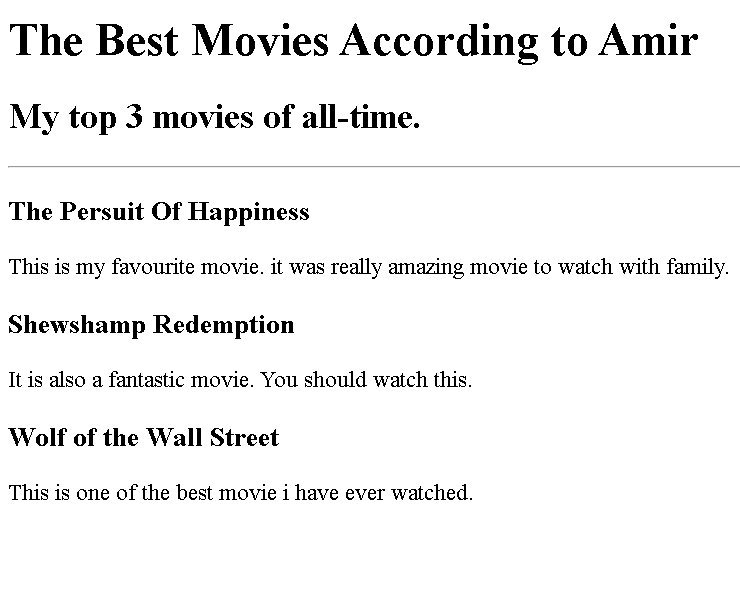 The Best Movies According to Amir
My top 3 movies of all-time.
The Persuit Of Happiness
This is my favourite movie. it was really amazing movie to watch with family.
Shewshamp Redemption
It is also a fantastic movie. You should watch this.
Wolf of the Wall Street
This is one of the best movie i have ever watched.